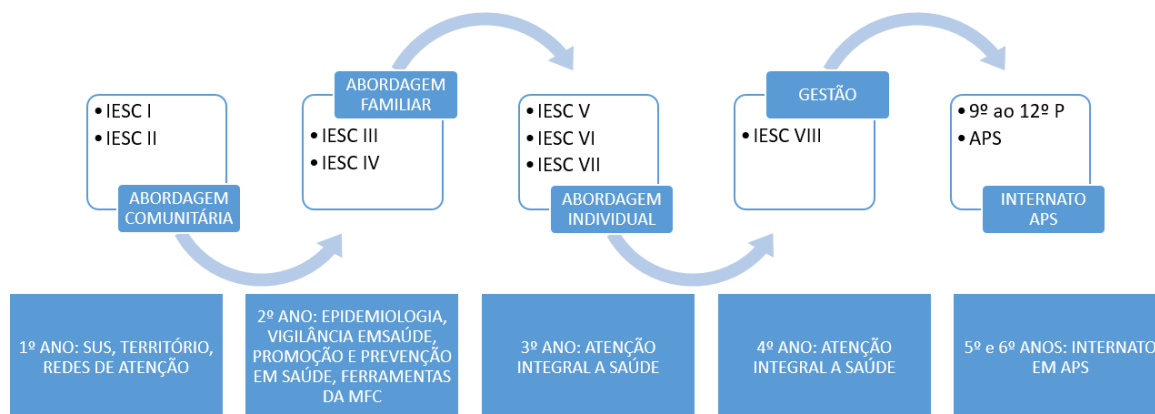 • IESC I
• IESC II
ABORDAGEM
COMUNITÁRIA
ABORDAGEM
FAMILIAR
• IESC III
• IESC IV
• IESC V
• IESC VI
• IESC VII
ABORDAGEM
INDIVIDUAL
GESTÃO
• IESC VIII
• 9º ao 12º P
• APS
INTERNATO
APS
1º ANO: SUS, TERRITÓRIO,
REDES DE ATENÇÃO
2º ANO: EPIDEMIOLOGIA,
VIGILÂNCIA EMSAÚDE,
PROMOÇÃO E PREVENÇÃO
EM SAÚDE, FERRAMENTAS
DA MFC
3º ANO: ATENÇÃO
INTEGRAL A SAÚDE
4º ANO: ATENÇÃO
INTEGRAL A SAÚDE
5º e 6º ANOS: INTERNATO
EM APS